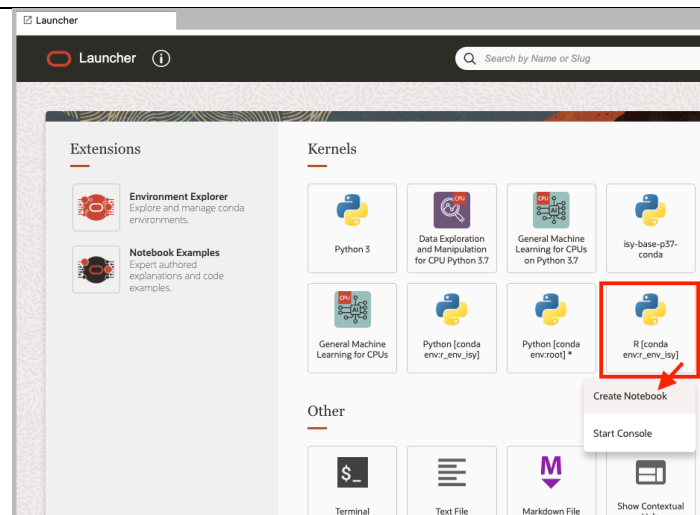 Launcher
Launcher
Search by Name or Slug
Extensions
Environment Explorer
Explore and manage conda
environments.
Notebook Examples
Expert authored
explanations and code
examples.
Kernels
Python 3
CPU
Data Exploration
and Manipulation
for CPU Python 3.7
CPU
AI
General Machine
Learning for CPUs
on Python 3.7
isy-base-p37-
conda
CPU
AI
General Machine
Learning for CPUs
Python [conda
env:r_env_isy]
Python [conda
env:root] *
R [conda
env:r_env_isy]
Create Notebook
Start Console
Other
$_
Terminal
Text File
M
Markdown File
Show Contextual